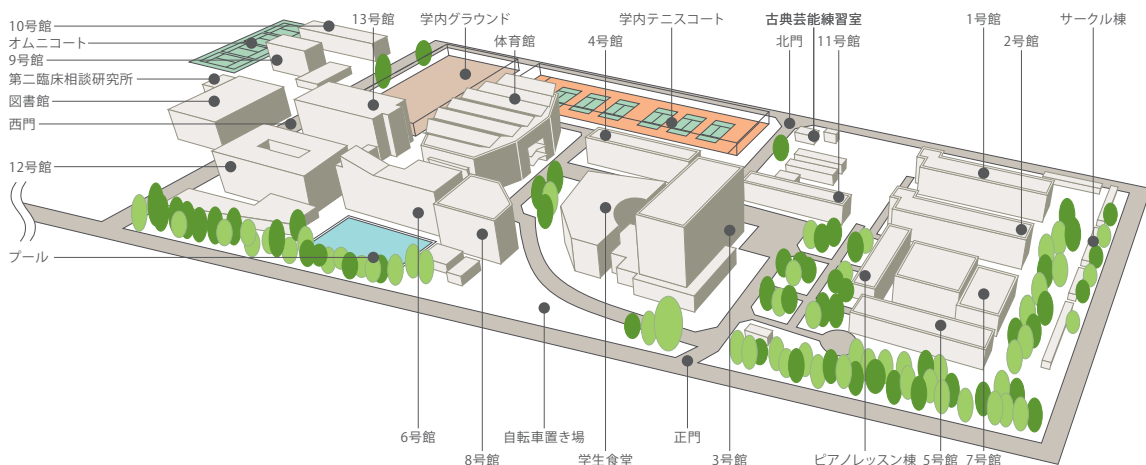 10号館
オムニコート
9号館
第二臨床相談研究所
図書館
西門
12号館
プール
13号館
学内グラウンド
体育館
学内テニスコート
4号館
古典芸能練習室
北門
11号館
1号館
サークル棟
2号館
6号館
8号館
自転車置き場
学生食堂
正門
3号館
ピアノレッスン棟
5号館
7号館